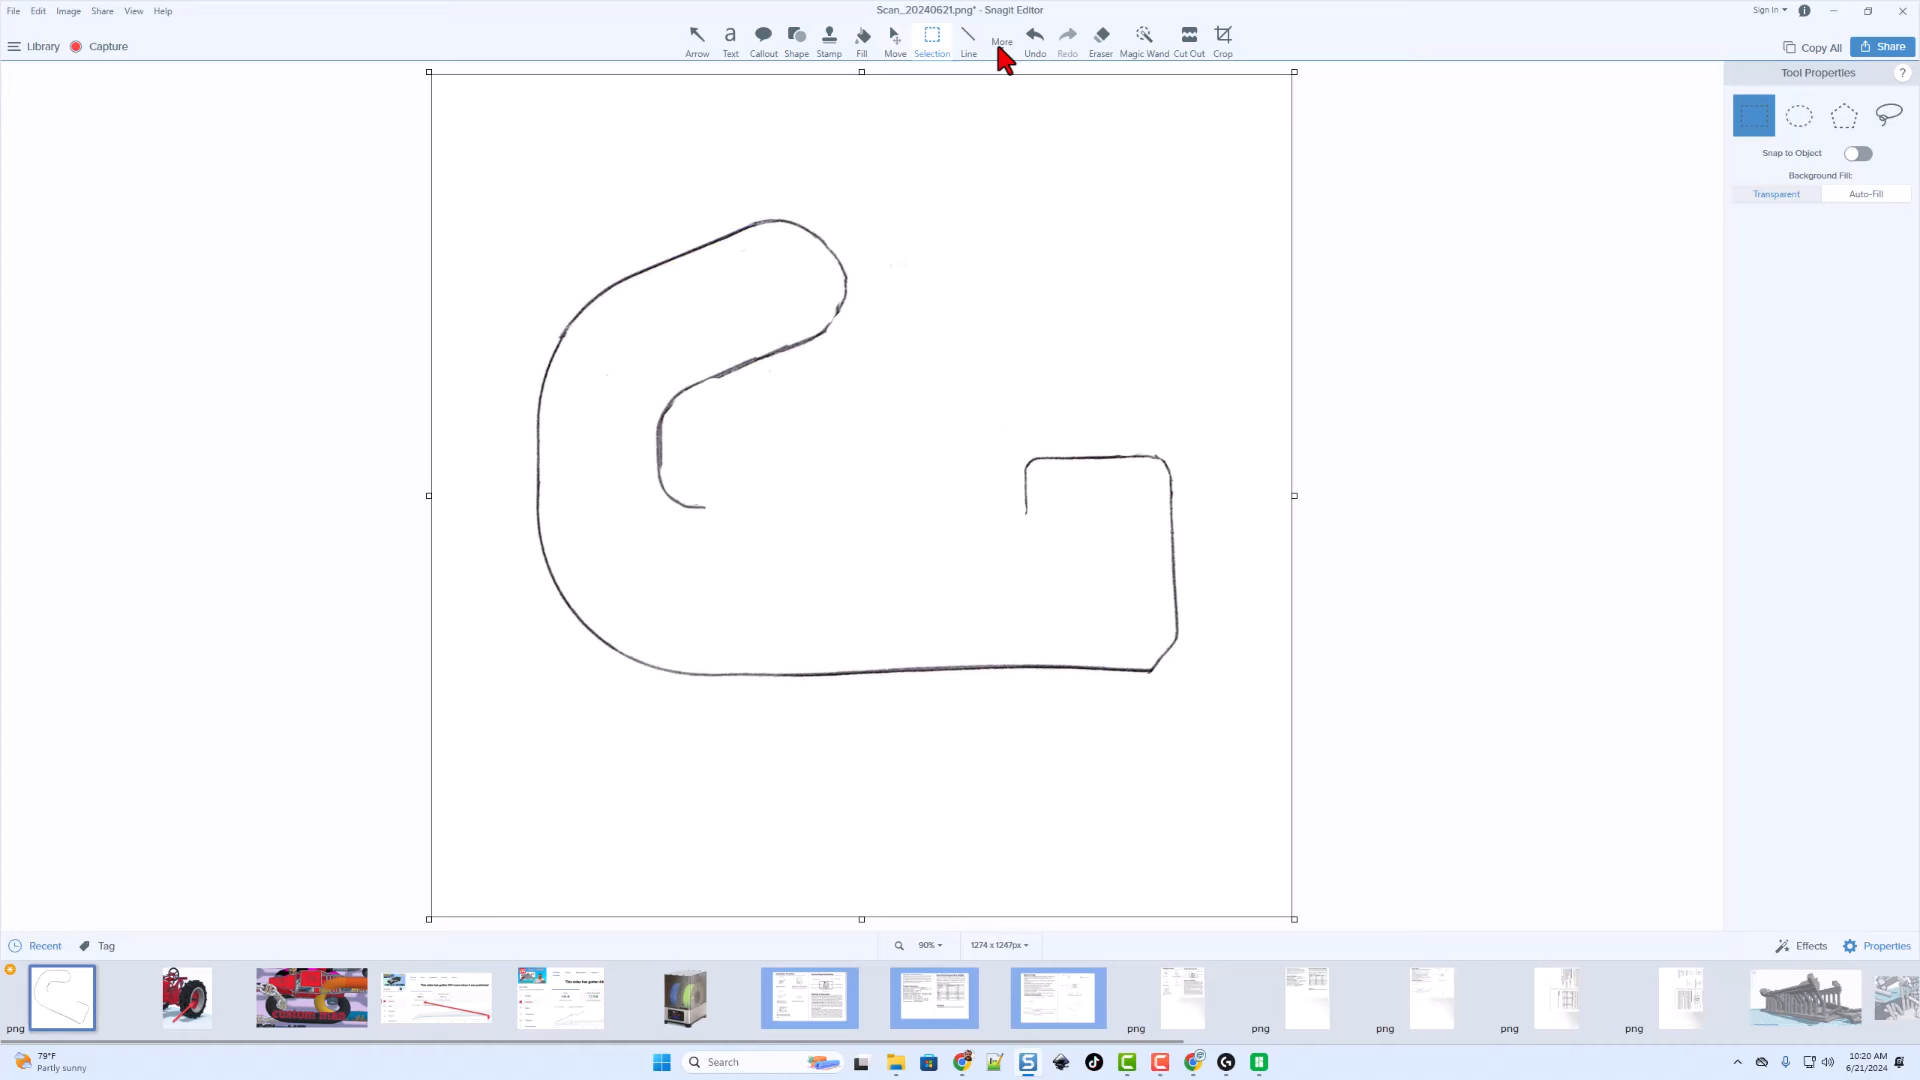 Scan_20240621.png* - Snagit Editor
Sign In
File Edit Image Share View Help
Library Capture
Arrow Text Callout Shape Stamp Fill Move Selection Line More Undo Redo Eraser Magic Wand Cut Out Crop
Copy All Share
Tool Properties ?
Snap to Object
Background Fill:
Transparent Auto-Fill
Recent Tag
90%
1274 x 1247px
Effects Properties
custom mike
png png png png png png
79°F
Partly sunny
Search
10:20 AM
6/21/2024